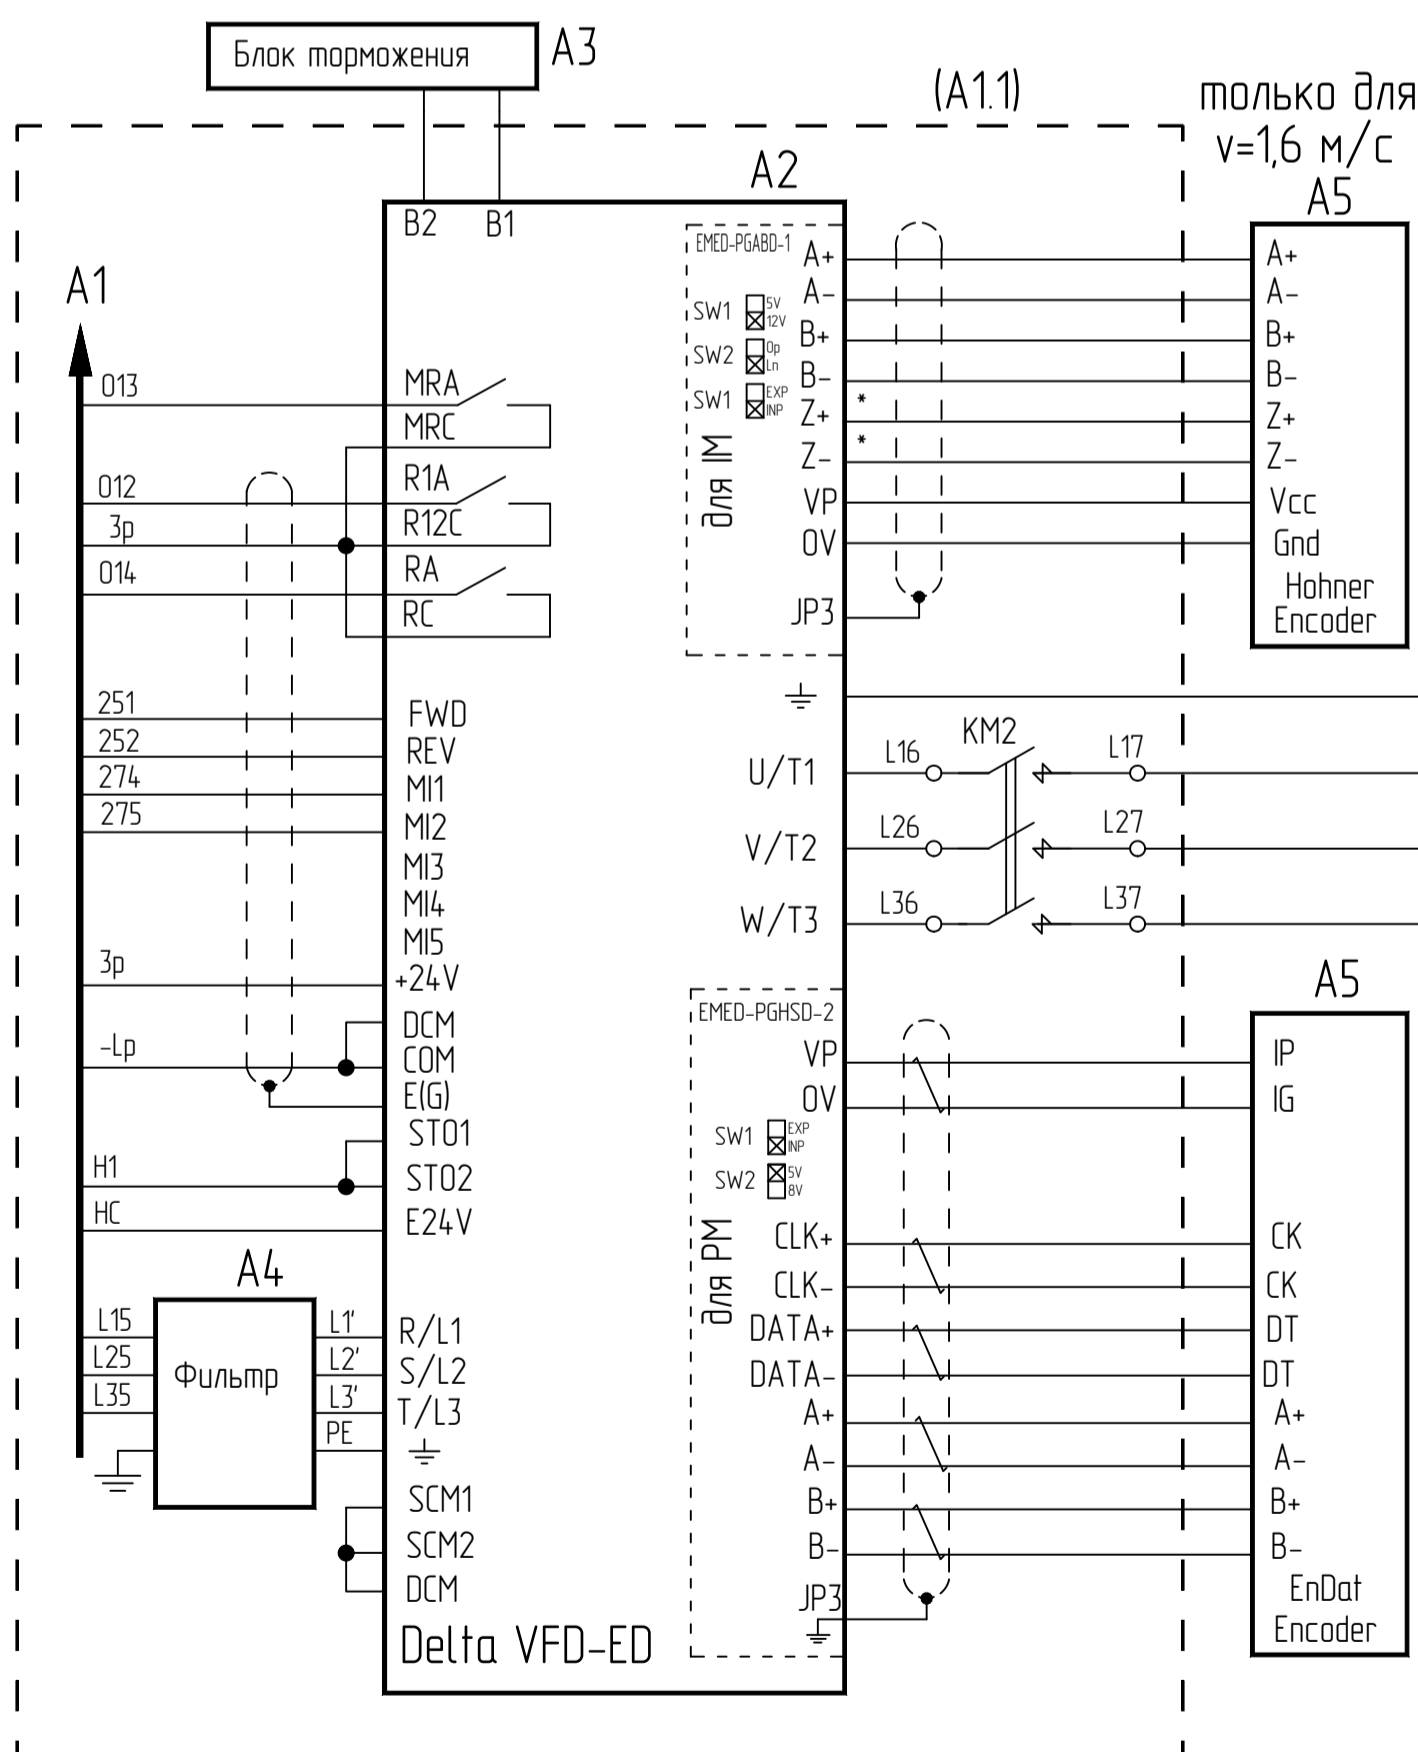 Блок торможения
A3
(A1.1)
только для
v=1,6 м/с
A5
A2
B2
B1
EMED-PGABD-1
A+
A-
SW1
5V
12V
B+
SW2
Op
Ln
B-
SW1
EXP
INP
Z+
*
Z-
*
для IM
VP
0V
JP3
A+
A-
B+
B-
Z+
Z-
Vcc
Gnd
Hohner
Encoder
A1
013
MRA
MRC
012
R1A
3p
R12C
014
RA
RC
251
FWD
252
REV
274
MI1
275
MI2
MI3
MI4
MI5
3p
+24V
DCM
-Lp
COM
E(G)
STO1
H1
STO2
HC
E24V
U/T1
L16
KM2
L17
V/T2
L26
L27
W/T3
L36
L37
A5
EMED-PGHSD-2
VP
0V
SW1
EXP
INP
SW2
5V
8V
для PM
CLK+
CLK-
DATA+
DATA-
A+
A-
B+
B-
JP3
IP
IG
CK
CK
DT
DT
A+
A-
B+
B-
EnDat
Encoder
A4
Фильтр
L15
L1'
R/L1
L25
L2'
S/L2
L35
L3'
T/L3
PE
SCM1
SCM2
DCM
Delta VFD-ED